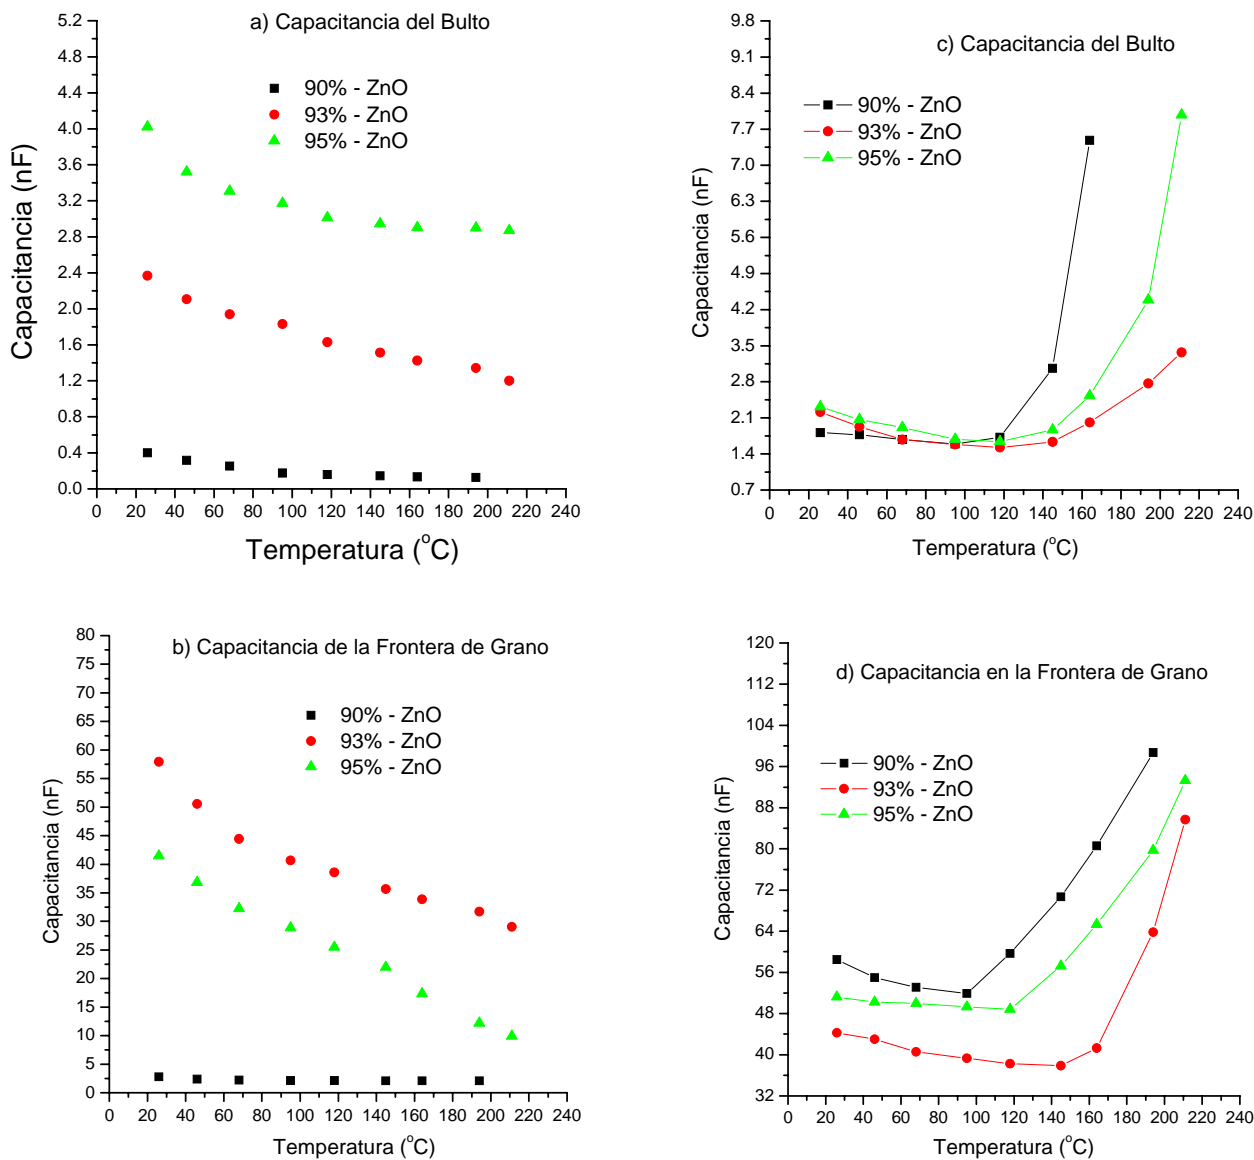 a) Capacitancia del Bulto
90% - ZnO
93% - ZnO
95% - ZnO
Capacitancia (nF)
5.2
4.8
4.4
4.0
3.6
3.2
2.8
2.4
2.0
1.6
1.2
0.8
0.4
0.0
0 20 40 60 80 100 120 140 160 180 200 220 240
Temperatura (°C)
c) Capacitancia del Bulto
90% - ZnO
93% - ZnO
95% - ZnO
Capacitancia (nF)
9.8
9.1
8.4
7.7
7.0
6.3
5.6
4.9
4.2
3.5
2.8
2.1
1.4
0.7
0 20 40 60 80 100 120 140 160 180 200 220 240
Temperatura (°C)
b) Capacitancia de la Frontera de Grano
90% - ZnO
93% - ZnO
95% - ZnO
Capacitancia (nF)
80
75
70
65
60
55
50
45
40
35
30
25
20
15
10
5
0
0 20 40 60 80 100 120 140 160 180 200 220 240
Temperatura (°C)
d) Capacitancia en la Frontera de Grano
90% - ZnO
93% - ZnO
95% - ZnO
Capacitancia (nF)
120
112
104
96
88
80
72
64
56
48
40
32
0 20 40 60 80 100 120 140 160 180 200 220 240
Temperatura (°C)